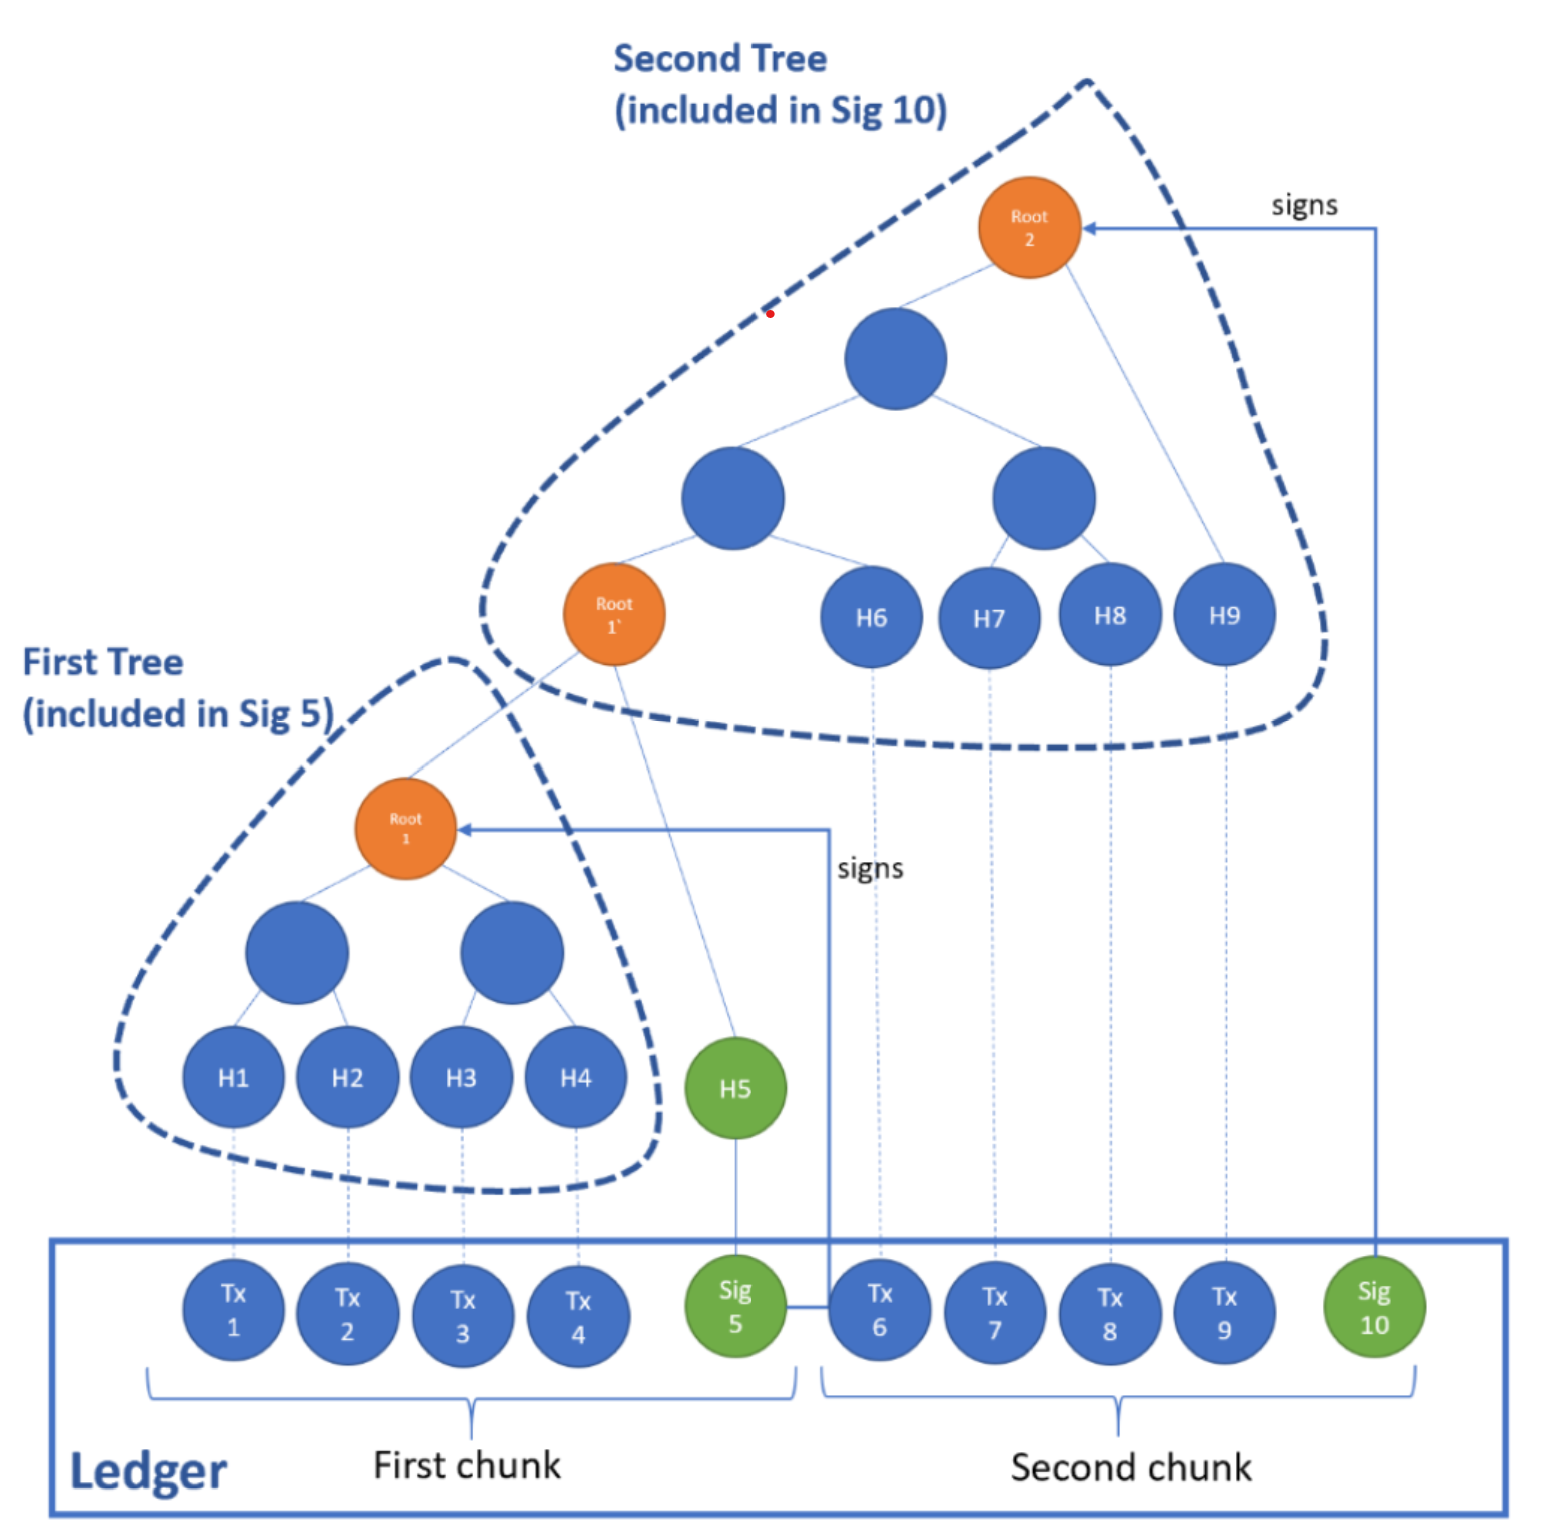 Second Tree
(included in Sig 10)
signs
Root
2
Root
1`
H6
H7
H8
H9
First Tree
(included in Sig 5)
Root
1
signs
H1
H2
H3
H4
H5
Tx
1
Tx
2
Tx
3
Tx
4
Sig
5
Tx
6
Tx
7
Tx
8
Tx
9
Sig
10
Ledger
First chunk
Second chunk